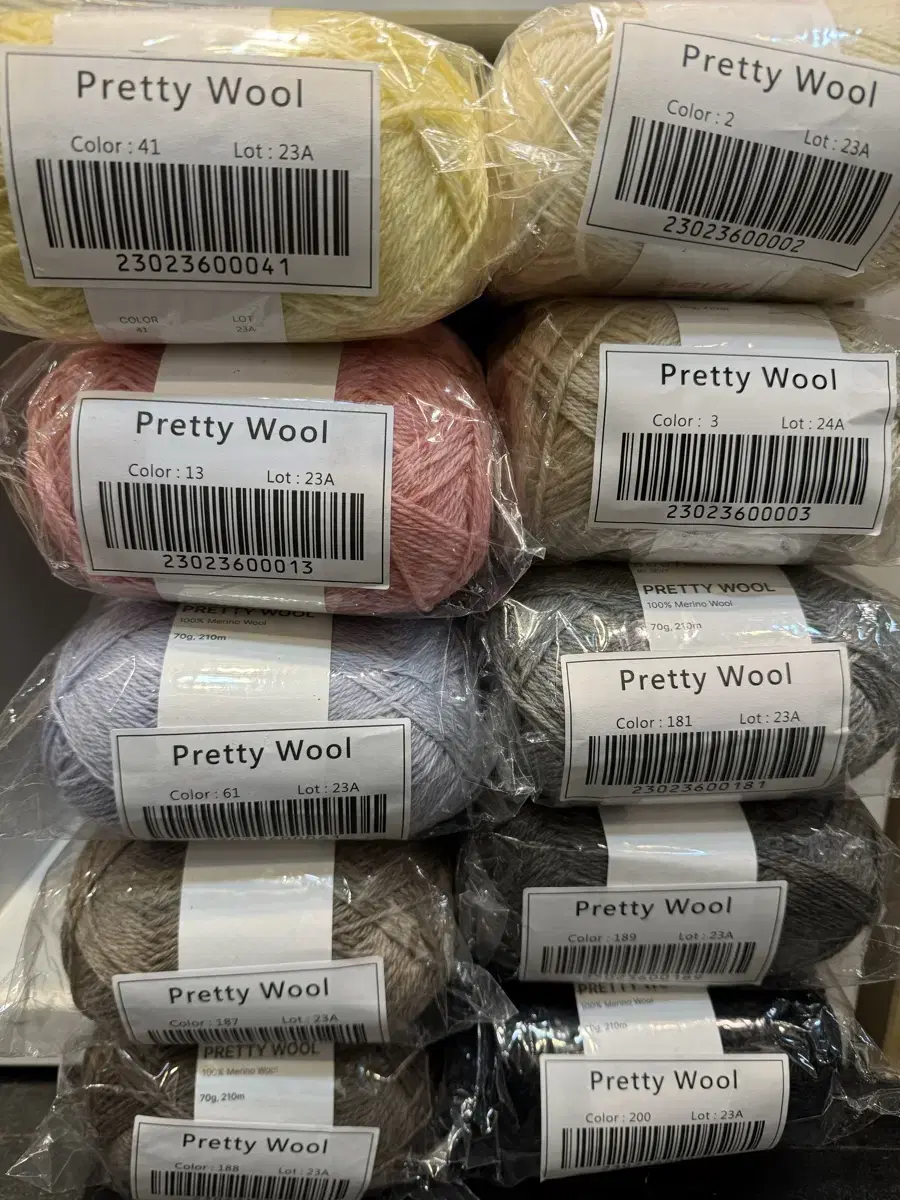 Pretty Wool
Color : 41 Lot : 23A
23023600041
COLOR LOT
41 23A
Pretty Wool
Color : 2 Lot : 23A
23023600002
Pretty Wool
Color : 13 Lot : 23A
23023600013
Pretty Wool
Color : 3 Lot : 24A
23023600003
PRETTY WOOL
100% Merino Wool
70g, 210m
Pretty Wool
Color : 61 Lot : 23A
PRETTY WOOL
100% Merino Wool
70g, 210m
Pretty Wool
Color : 181 Lot : 23A
23023600181
Pretty Wool
Color : 187 Lot : 23A
Pretty Wool
Color : 189 Lot : 23A
PRETTY WOOL
100% Merino Wool
70g, 210m
Pretty Wool
Color : 188 Lot : 23A
PRETTY
100% Merino Wool
70g, 210m
Pretty Wool
Color : 200 Lot : 23A